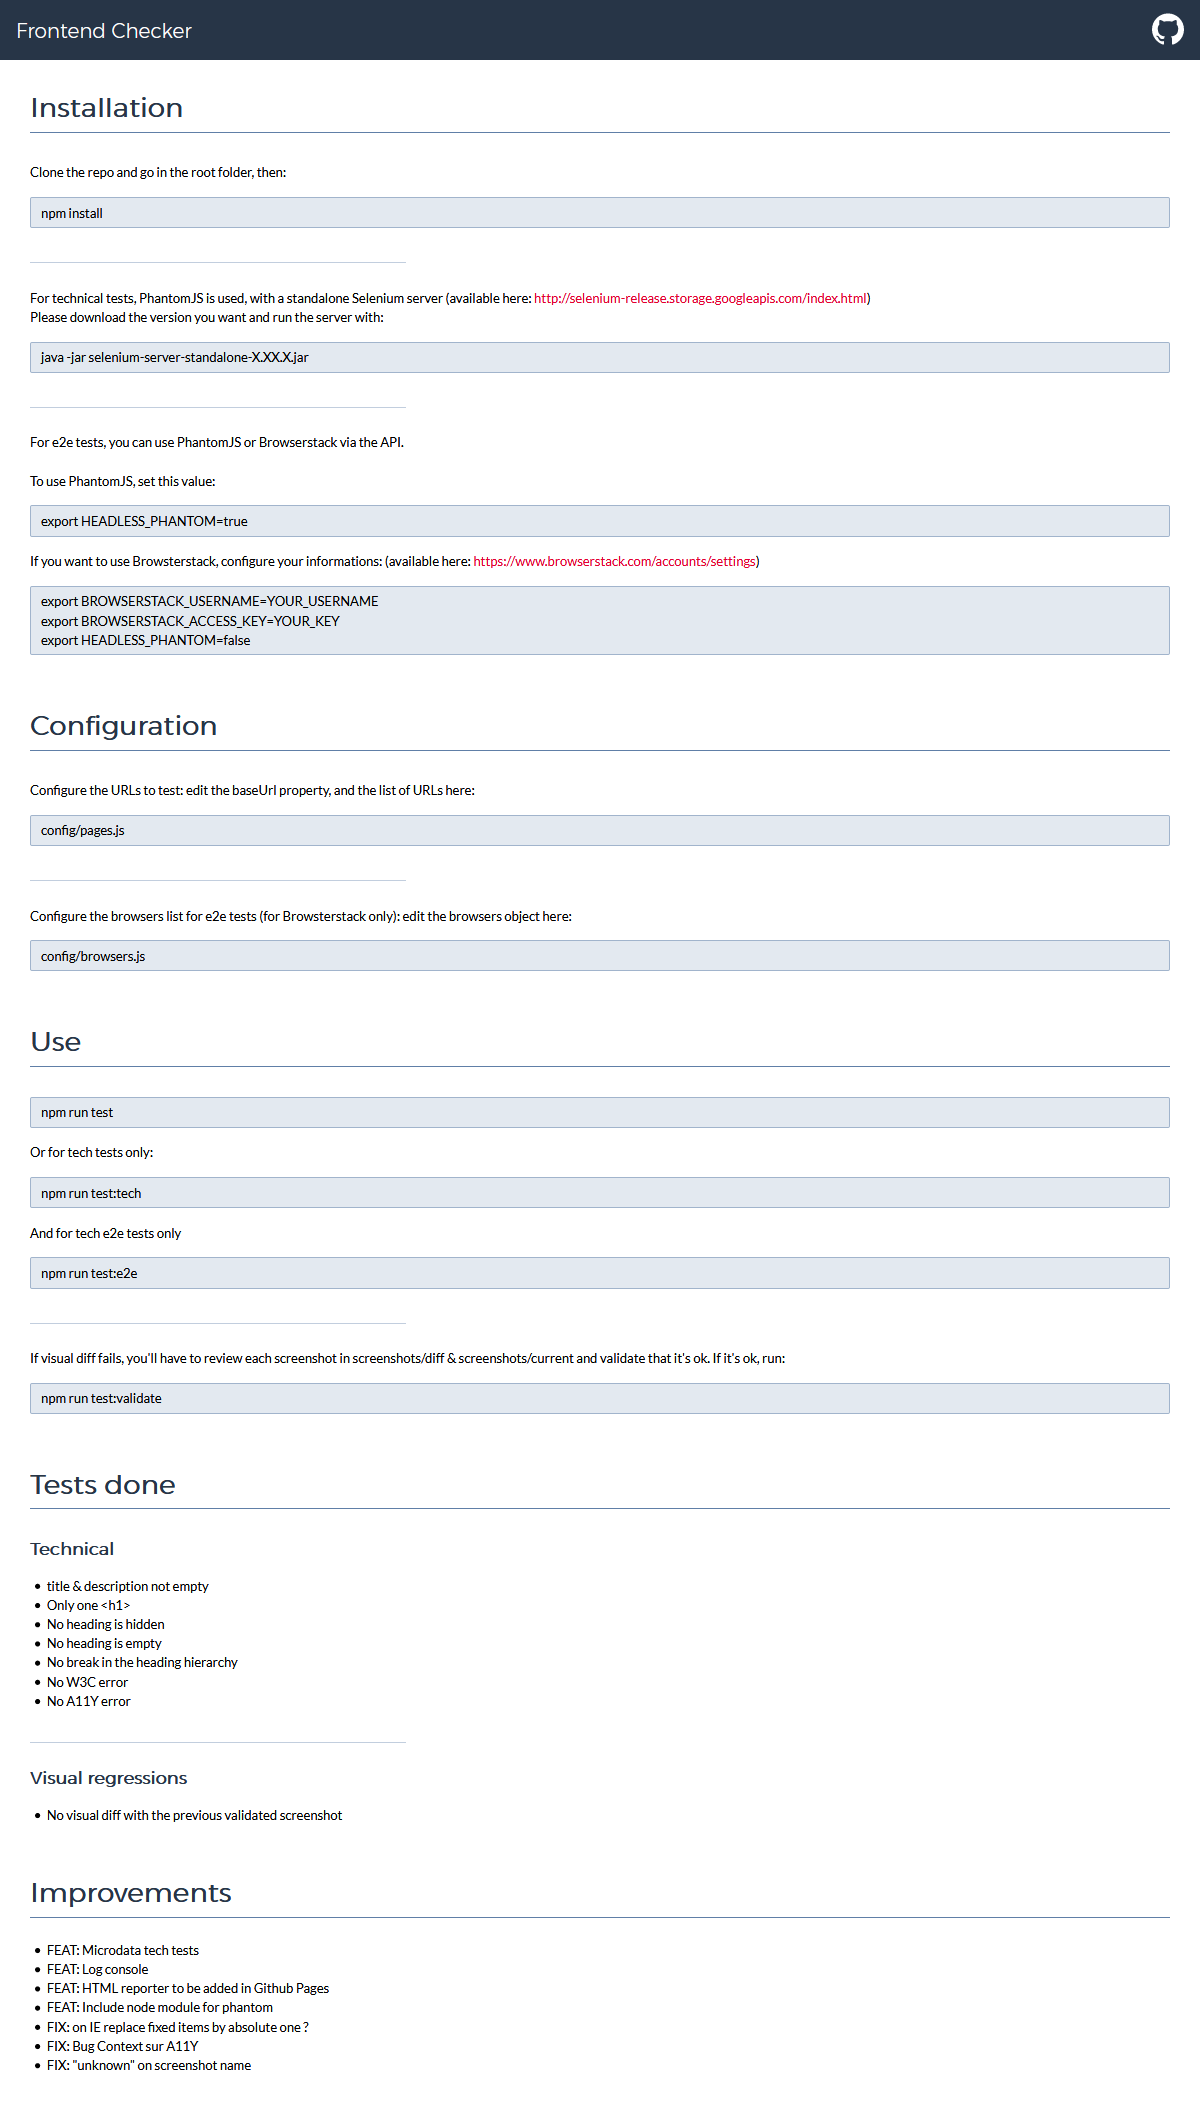 Frontend Checker
Installation
Clone the repo and go in the root folder, then:
npm install
For technical tests, PhantomJS is used, with a standalone Selenium server (available here: http://selenium-release.storage.googleapis.com/index.html)
Please download the version you want and run the server with:
java -jar selenium-server-standalone-X.XX.X.jar
For e2e tests, you can use PhantomJS or Browserstack via the API.
To use PhantomJS, set this value:
export HEADLESS_PHANTOM=true
If you want to use Browsterstack, configure your informations: (available here: https://www.browserstack.com/accounts/settings)
export BROWSERSTACK_USERNAME=YOUR_USERNAME
export BROWSERSTACK_ACCESS_KEY=YOUR_KEY
export HEADLESS_PHANTOM=false
Configuration
Configure the URLs to test: edit the baseUrl property, and the list of URLs here:
config/pages.js
Configure the browsers list for e2e tests (for Browsterstack only): edit the browsers object here:
config/browsers.js
Use
npm run test
Or for tech tests only:
npm run test:tech
And for tech e2e tests only
npm run test:e2e
If visual diff fails, you'll have to review each screenshot in screenshots/diff & screenshots/current and validate that it's ok. If it's ok, run:
npm run test:validate
Tests done
Technical
• title & description not empty
• Only one <h1>
• No heading is hidden
• No heading is empty
• No break in the heading hierarchy
• No W3C error
• No A11Y error
Visual regressions
• No visual diff with the previous validated screenshot
Improvements
• FEAT: Microdata tech tests
• FEAT: Log console
• FEAT: HTML reporter to be added in Github Pages
• FEAT: Include node module for phantom
• FIX: on IE replace fixed items by absolute one ?
• FIX: Bug Context sur A11Y
• FIX: "unknown" on screenshot name